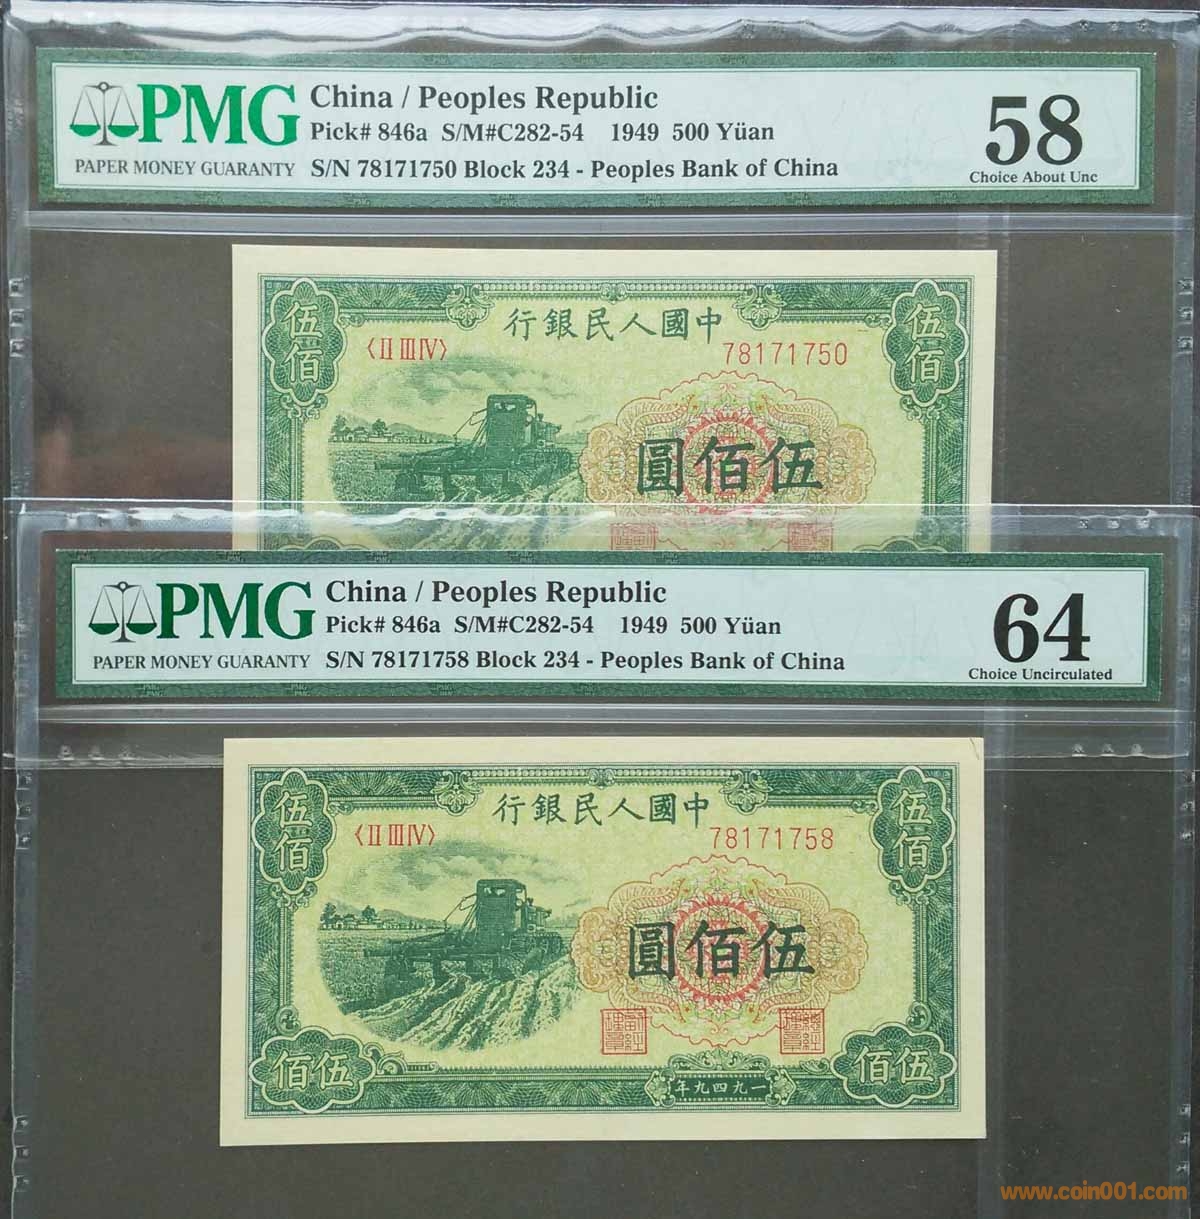 PMG
PAPER MONEY GUARANTY
China / Peoples Republic
Pick# 846a S/M#C282-54 1949 500 Yüan
S/N 78171750 Block 234 - Peoples Bank of China
58
Choice About Unc
行銀民人國中
伍佰
伍佰
〈II III IV〉
78171750
圓佰伍
PMG
PAPER MONEY GUARANTY
China / Peoples Republic
Pick# 846a S/M#C282-54 1949 500 Yüan
S/N 78171758 Block 234 - Peoples Bank of China
64
Choice Uncirculated
行銀民人國中
伍佰
伍佰
〈II III IV〉
78171758
圓佰伍
佰伍
佰伍
年九四九一
www.coin001.com